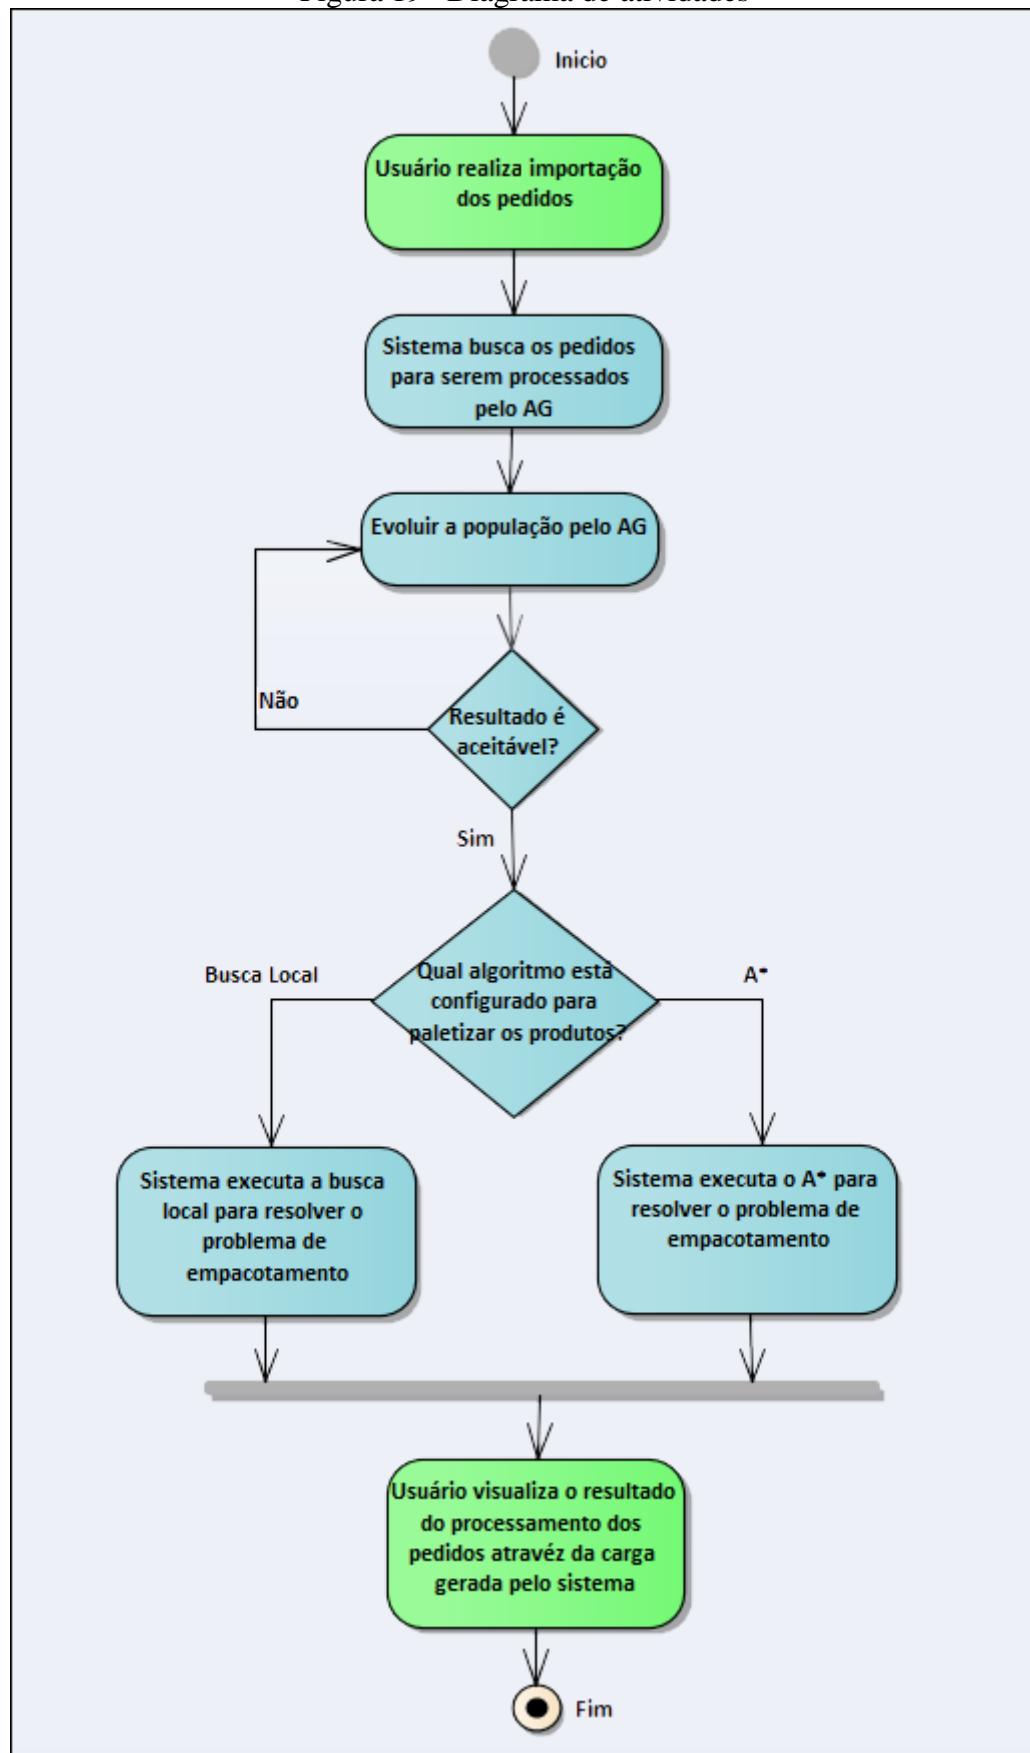 Figura 19 - Diagrama de atividades
Inicio
Usuário realiza importação
dos pedidos
Sistema busca os pedidos
para serem processados
pelo AG
Evoluir a população pelo AG
Não
Resultado é
aceitável?
Sim
Busca Local
Qual algoritmo está
configurado para
paletizar os produtos?
A*
Sistema executa a busca
local para resolver o
problema de
empacotamento
Sistema executa o A* para
resolver o problema de
empacotamento
Usuário visualiza o resultado
do processamento dos
pedidos atravéz da carga
gerada pelo sistema
Fim